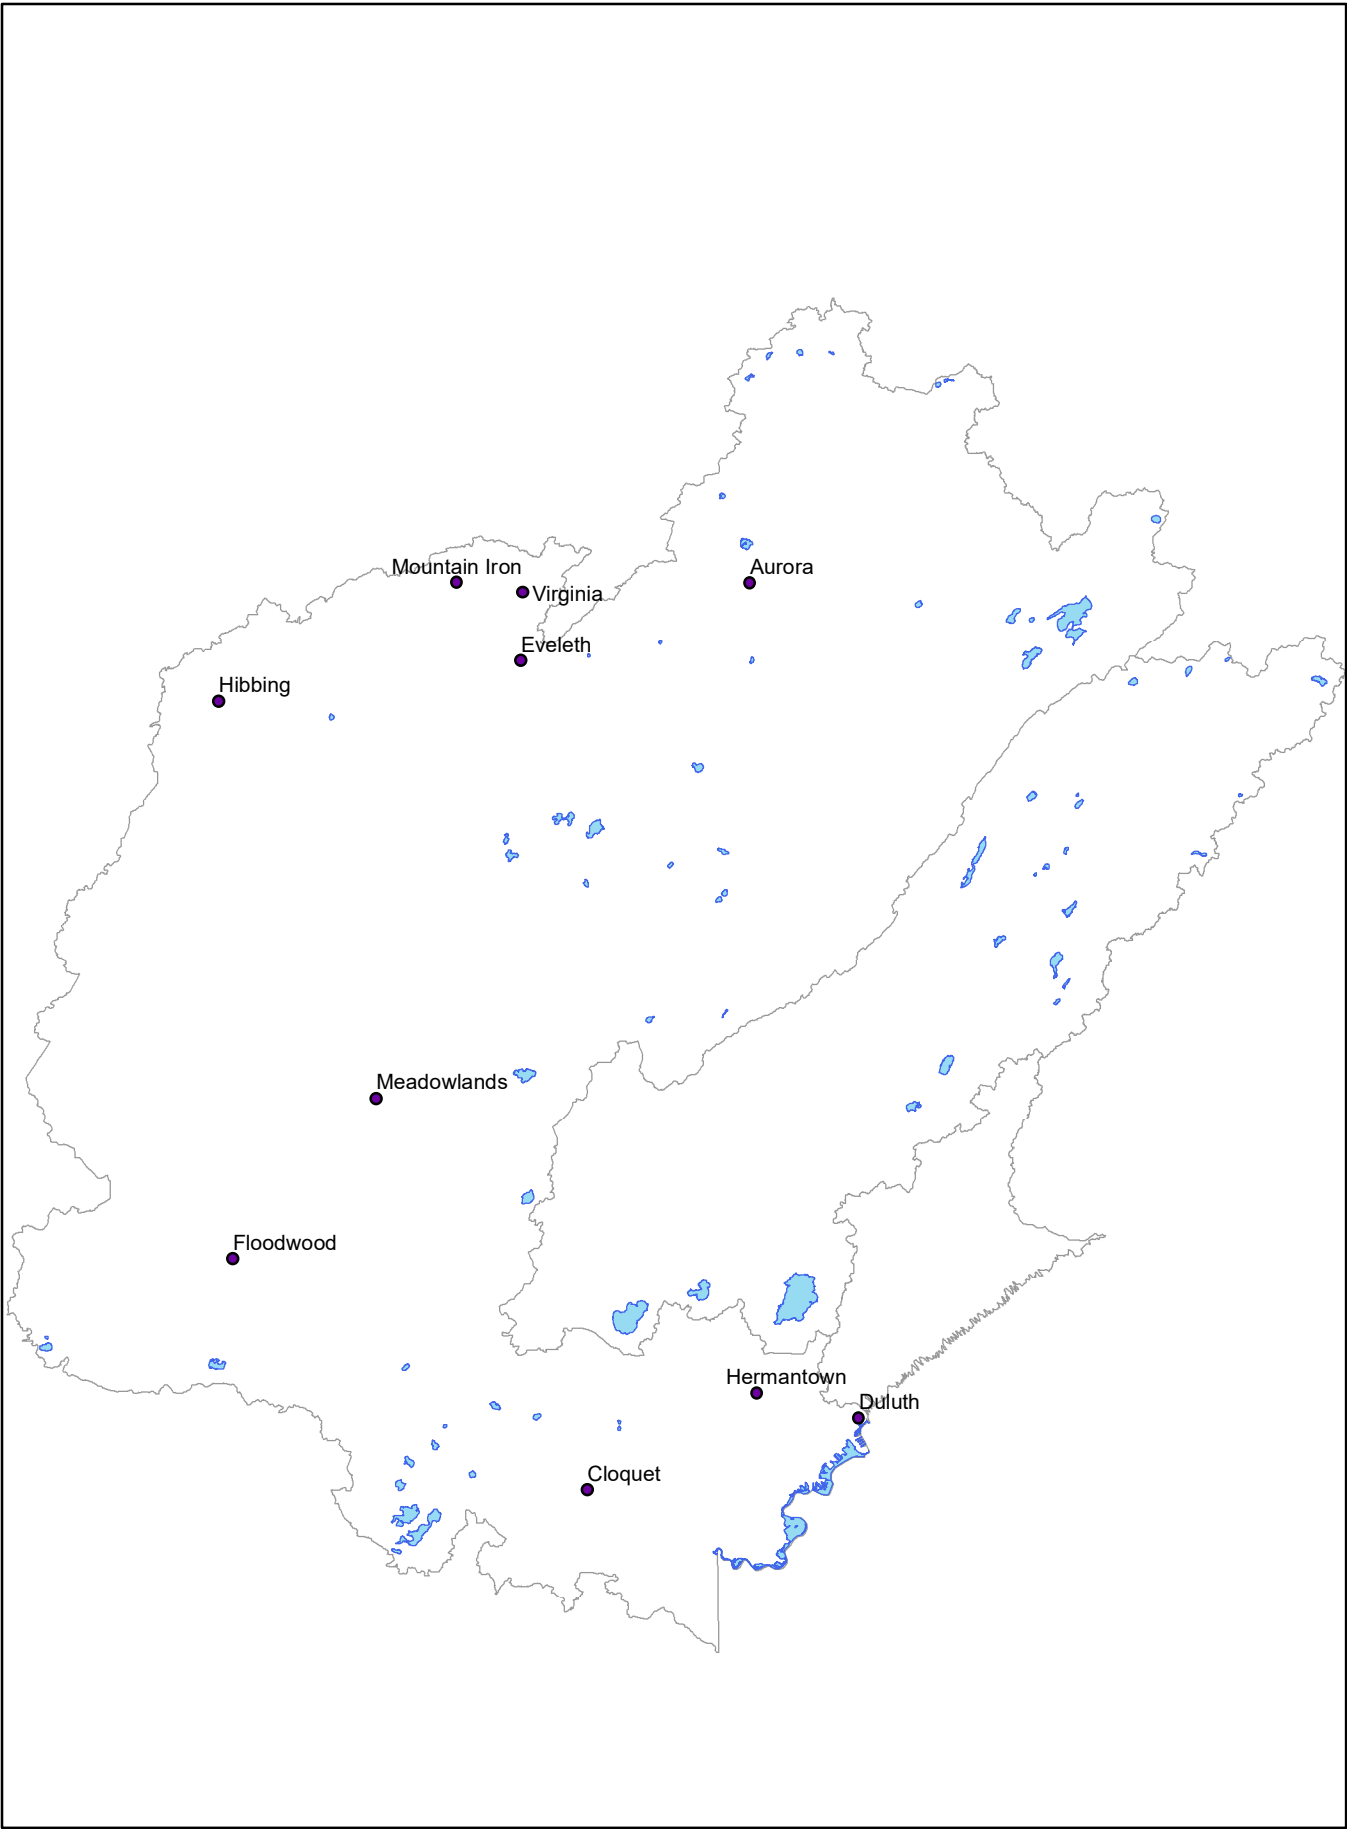 Mountain Iron
Aurora
Virginia
Eveleth
Hibbing
Meadowlands
Floodwood
Hermantown
Duluth
Cloquet